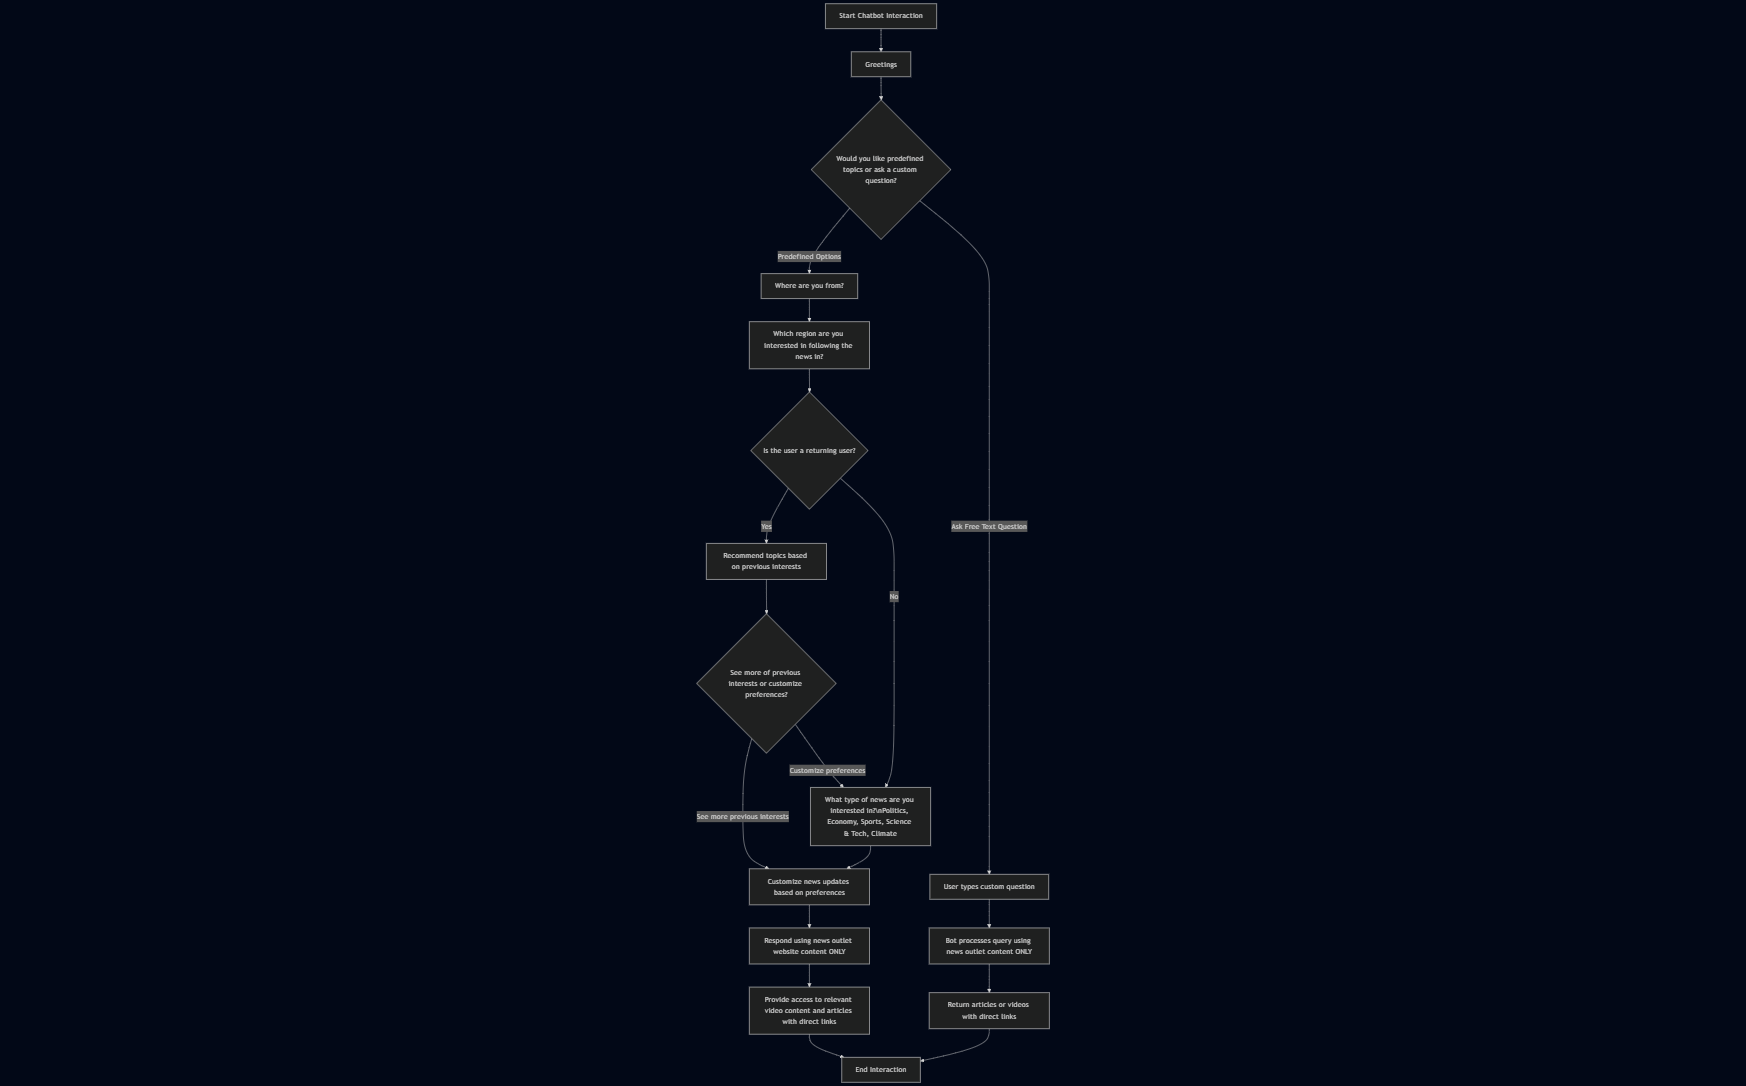 Start Chatbot Interaction
Greetings
Would you like predefined
topics or ask a custom
question?
Predefined Options
Where are you from?
Which region are you
interested in following the
news in?
Is the user a returning user?
Yes
Ask Free Text Question
Recommend topics based
on previous interests
No
See more of previous
interests or customize
preferences?
Customize preferences
What type of news are you
interested in?\nPolitics,
Economy, Sports, Science
& Tech, Climate
See more previous interests
Customize news updates
based on preferences
User types custom question
Respond using news outlet
website content ONLY
Bot processes query using
news outlet content ONLY
Provide access to relevant
video content and articles
with direct links
Return articles or videos
with direct links
End Interaction